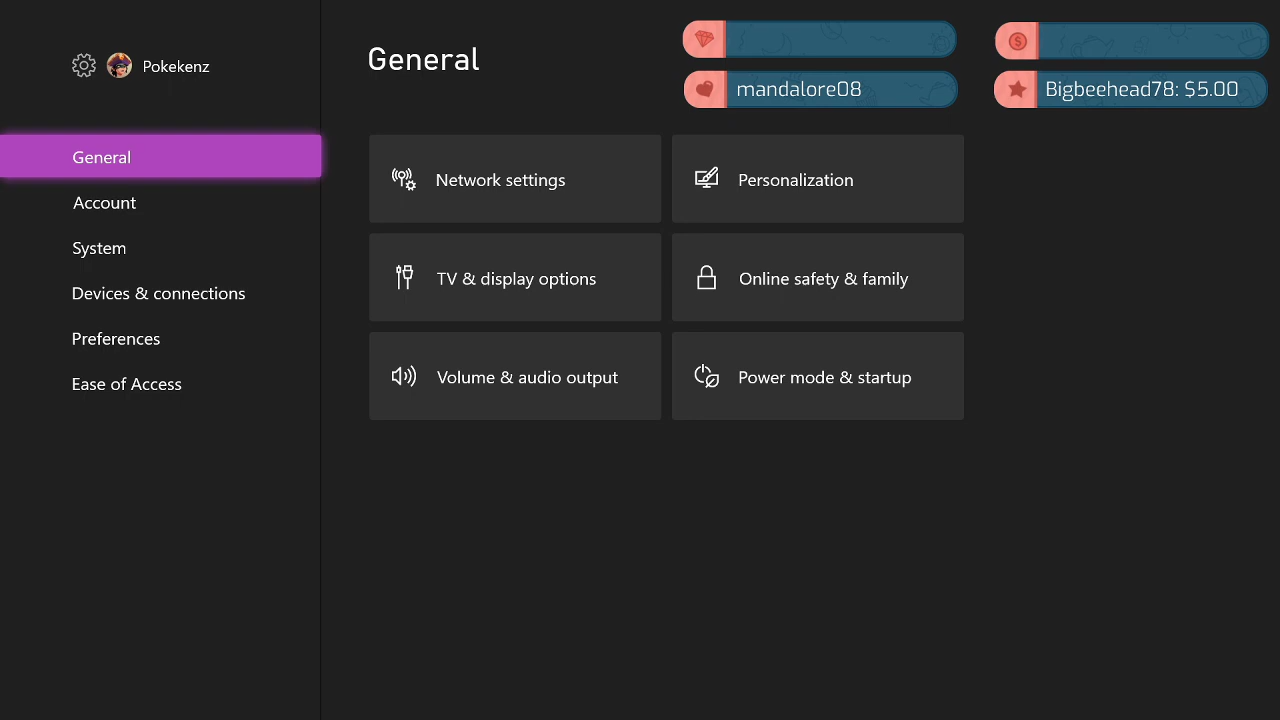 Pokekenz
General
Account
System
Devices & connections
Preferences
Ease of Access
General
mandalore08
Bigbeehead78: $5.00
Network settings
Personalization
TV & display options
Online safety & family
Volume & audio output
Power mode & startup